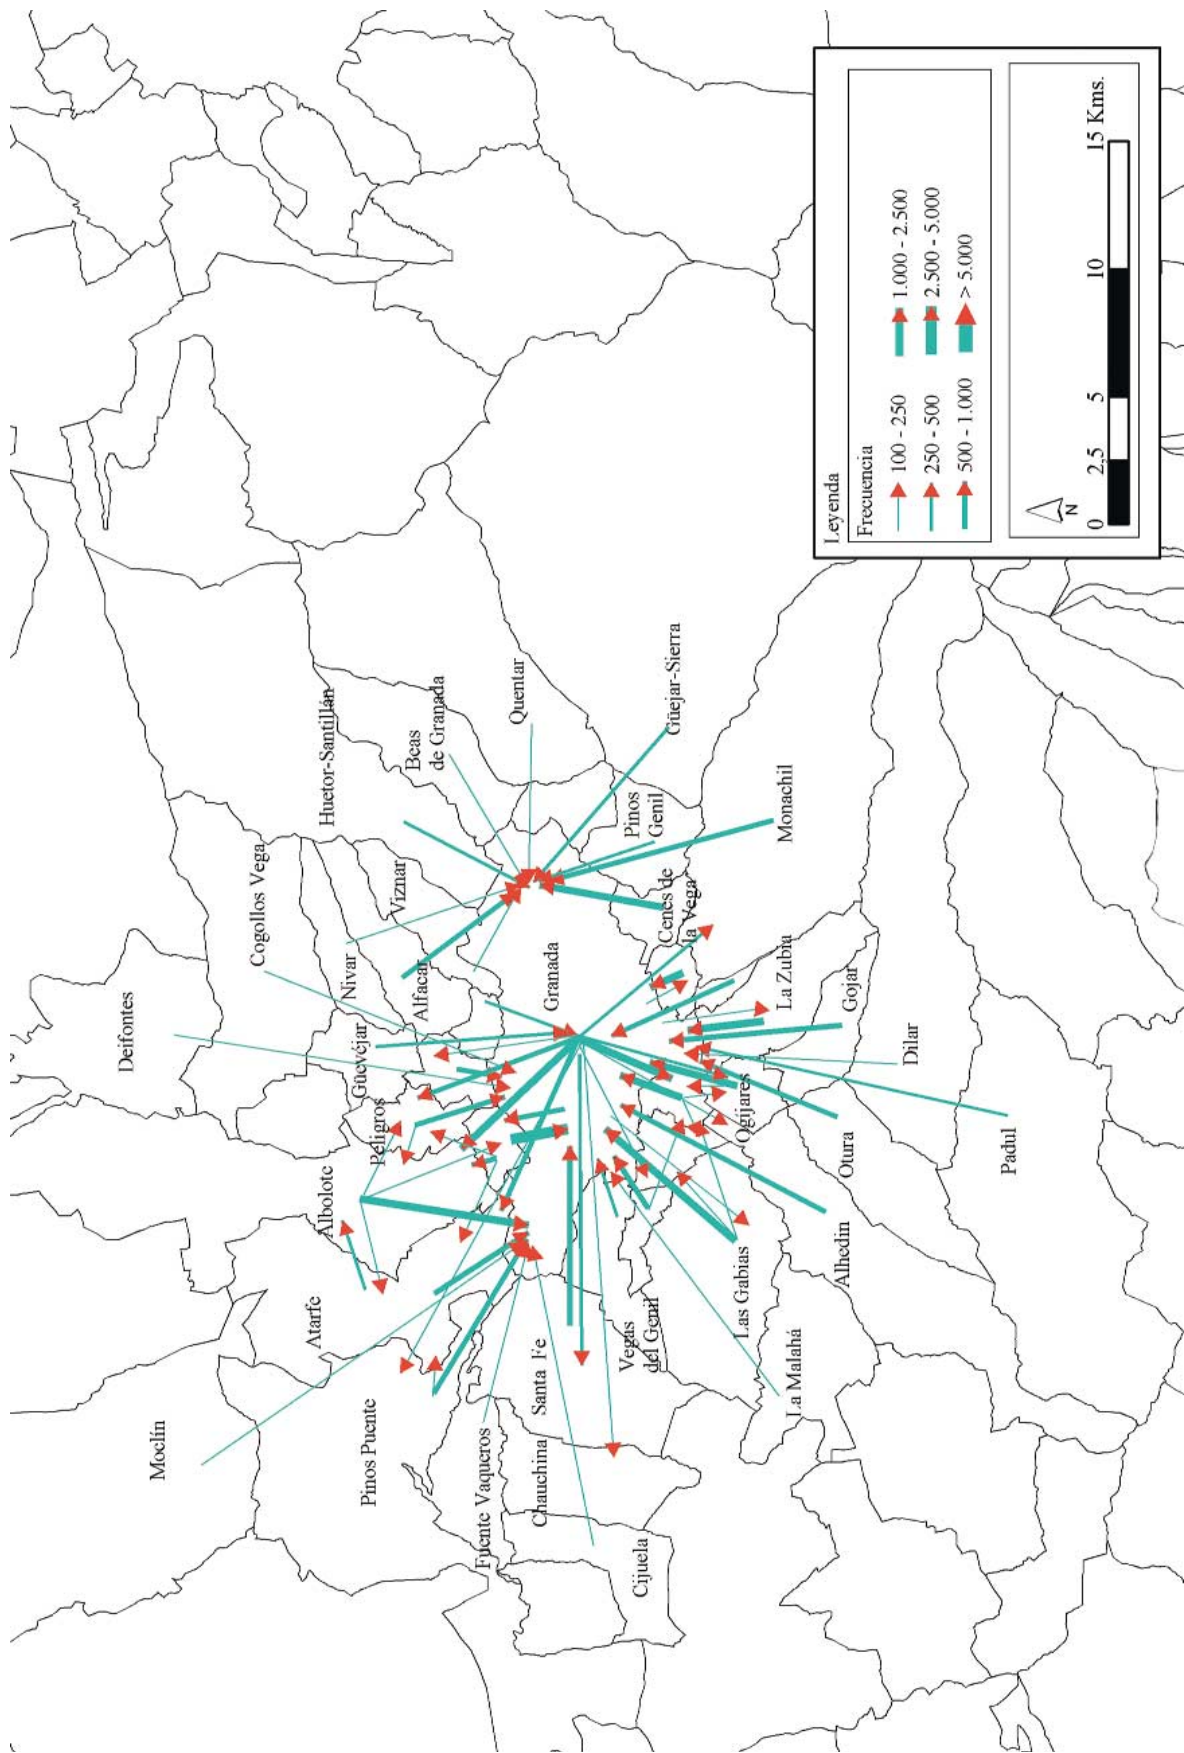 Deifontes
Cogollos Vega
Huetor-Santillán
Beas
de Granada
Quentar
Güejar-Sierra
Moclín
Atarfe
Albolote
Peligros
Güevéjar
Nívar
Alfacar
Víznar
Pinos
Genil
Monachil
Pinos Puente
Fuente Vaqueros
Chauchina
Santa Fe
Granada
Cenes de
la Vega
Cijuela
Vegas
del Genil
La Malahá
Las Gabias
Alhedin
Ogíjares
Otura
Padul
Dílar
Gojar
La Zubia
Leyenda
Frecuencia
100 - 250
250 - 500
500 - 1.000
1.000 - 2.500
2.500 - 5.000
> 5.000
N
0 2,5 5 10 15 Kms.